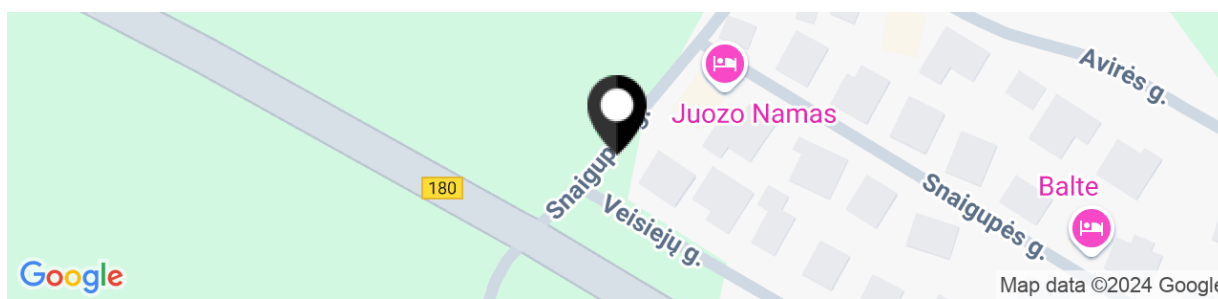 Avirės g.
Juozo Namas
180
Snaigupės
Balte
Snaigupės g.
Veisiejų g.
Google
Map data ©2024 Google